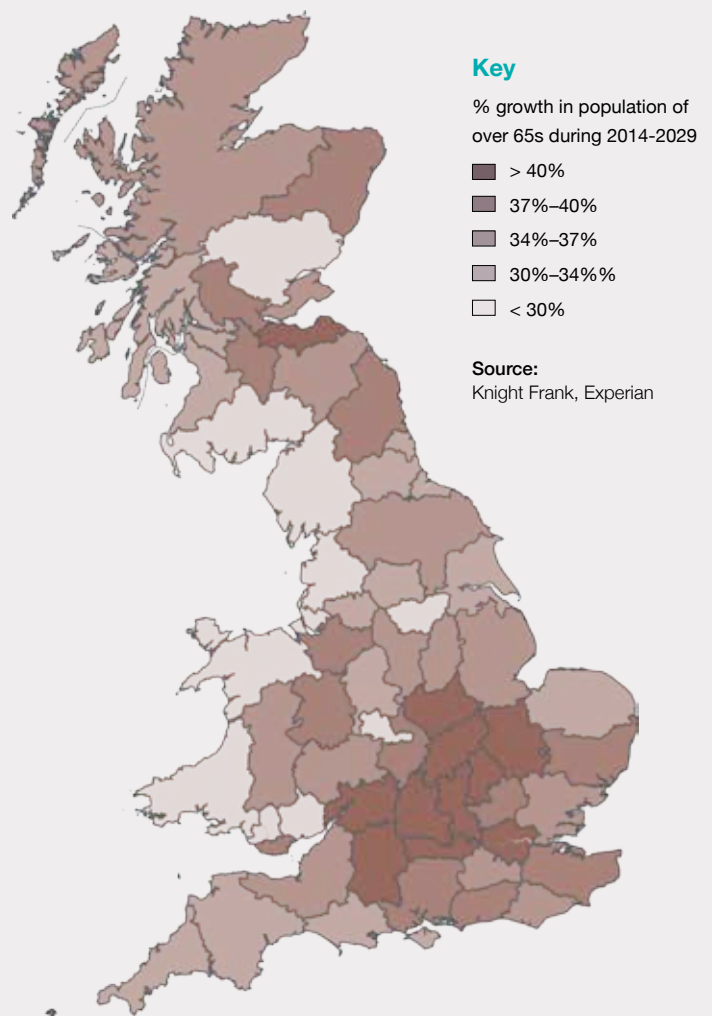 Key
% growth in population of
over 65s during 2014-2029
> 40%
37%–40%
34%–37%
30%–34%%
< 30%
Source:
Knight Frank, Experian